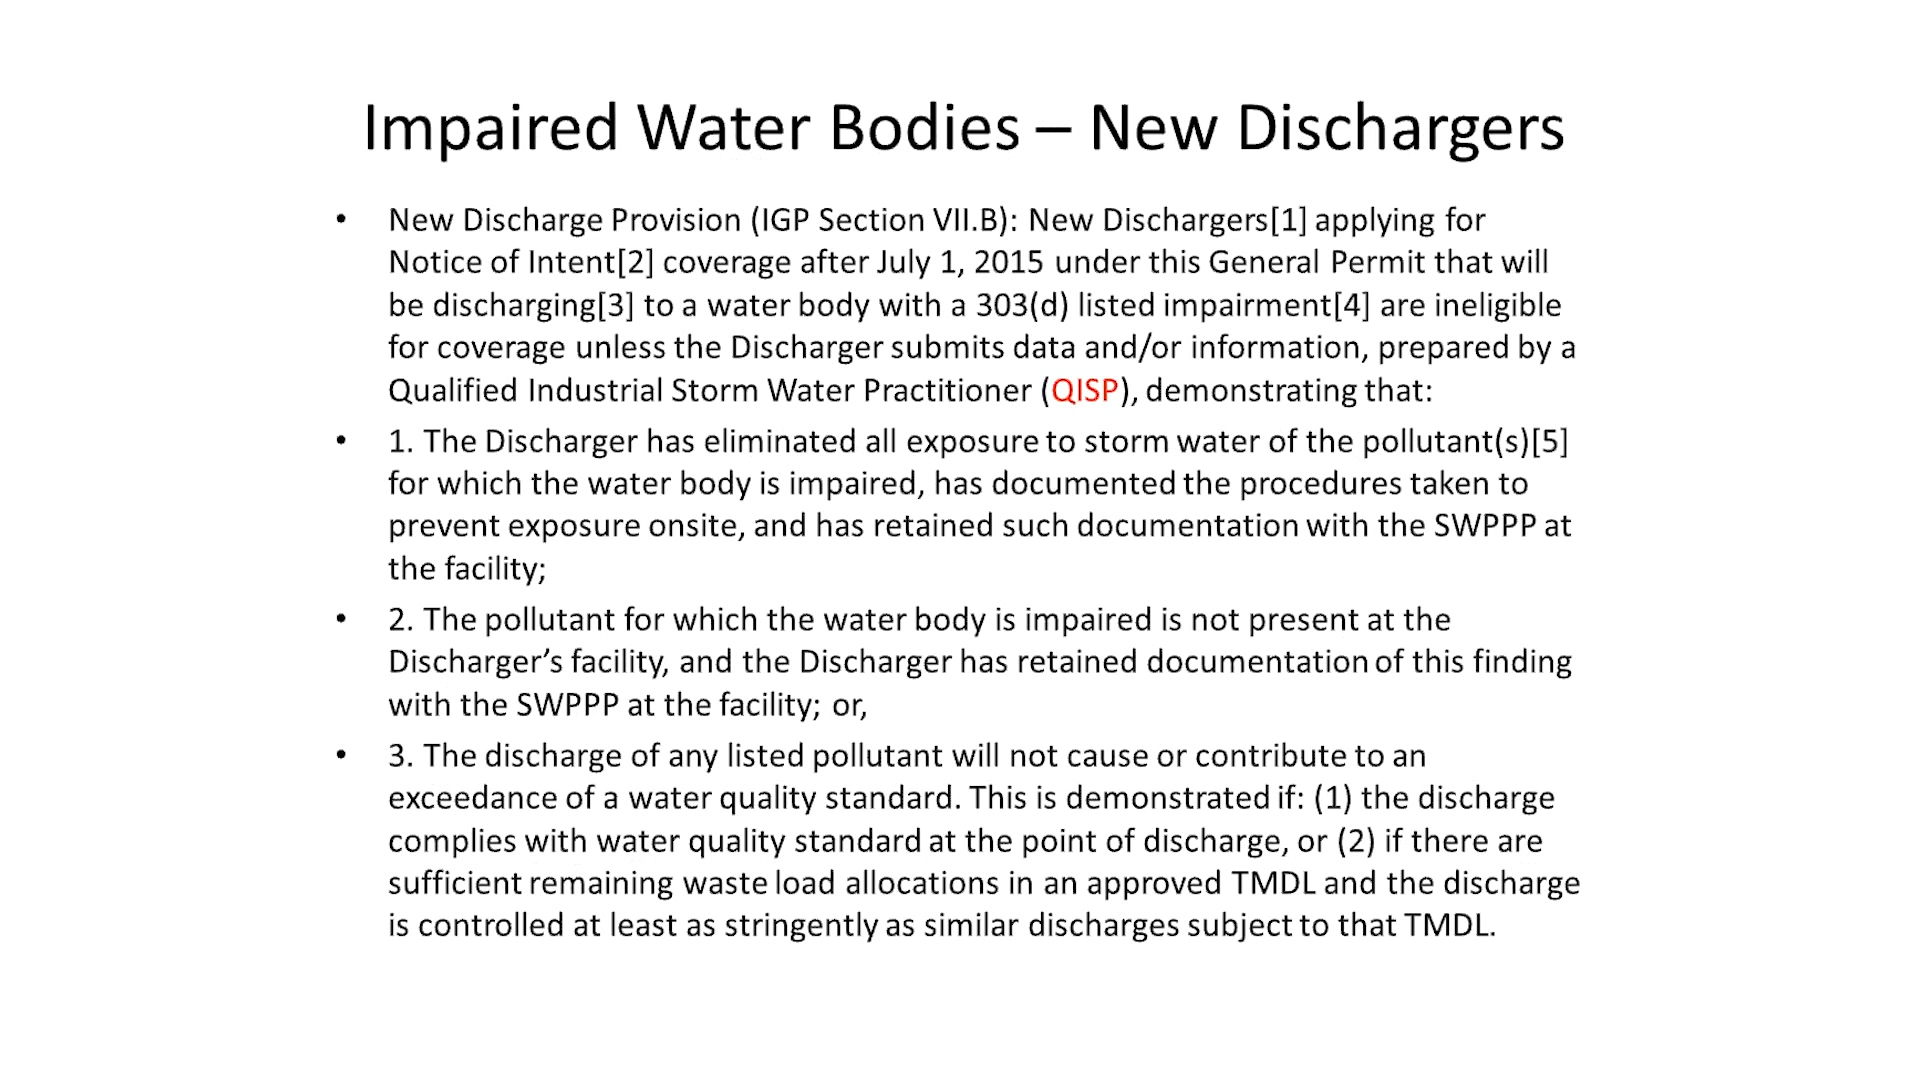 Impaired Water Bodies – New Dischargers
• New Discharge Provision (IGP Section VII.B): New Dischargers[1] applying for
Notice of Intent[2] coverage after July 1, 2015 under this General Permit that will
be discharging[3] to a water body with a 303(d) listed impairment[4] are ineligible
for coverage unless the Discharger submits data and/or information, prepared by a
Qualified Industrial Storm Water Practitioner (QISP), demonstrating that:
• 1. The Discharger has eliminated all exposure to storm water of the pollutant(s)[5]
for which the water body is impaired, has documented the procedures taken to
prevent exposure onsite, and has retained such documentation with the SWPPP at
the facility;
• 2. The pollutant for which the water body is impaired is not present at the
Discharger’s facility, and the Discharger has retained documentation of this finding
with the SWPPP at the facility; or,
• 3. The discharge of any listed pollutant will not cause or contribute to an
exceedance of a water quality standard. This is demonstrated if: (1) the discharge
complies with water quality standard at the point of discharge, or (2) if there are
sufficient remaining waste load allocations in an approved TMDL and the discharge
is controlled at least as stringently as similar discharges subject to that TMDL.